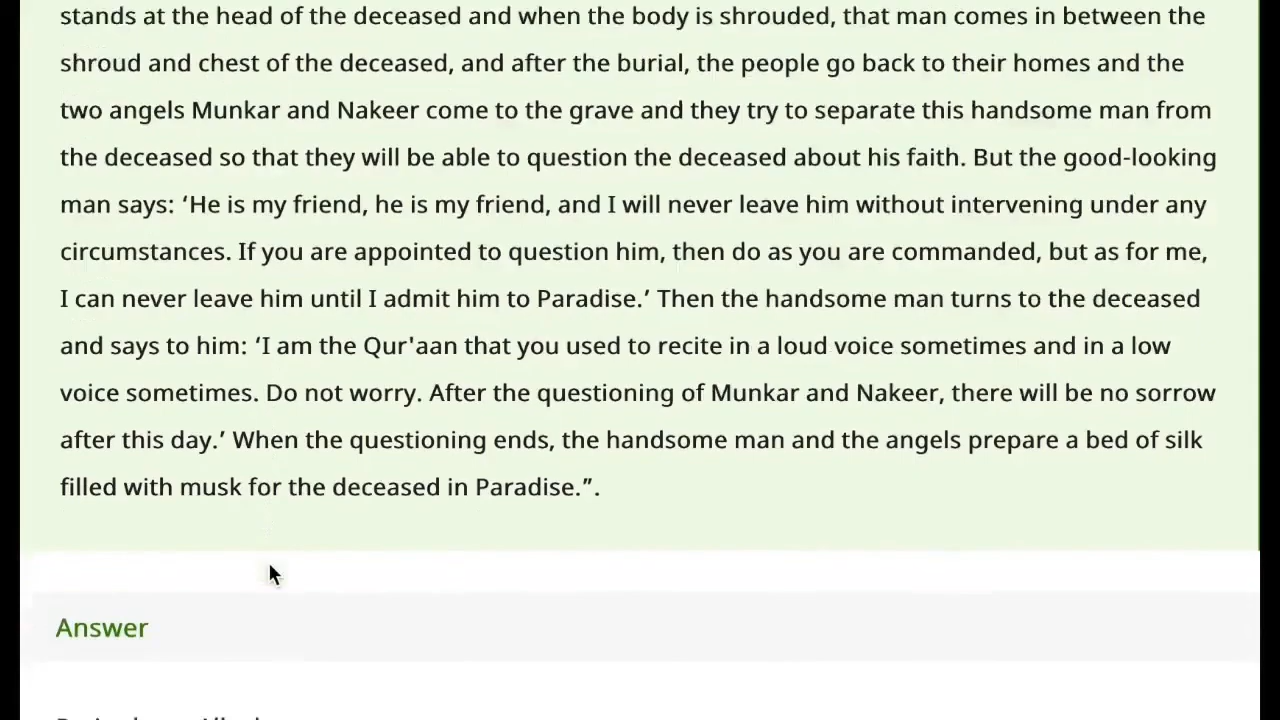 stands at the head of the deceased and when the body is shrouded, that man comes in between the
shroud and chest of the deceased, and after the burial, the people go back to their homes and the
two angels Munkar and Nakeer come to the grave and they try to separate this handsome man from
the deceased so that they will be able to question the deceased about his faith. But the good-looking
man says: ‘He is my friend, he is my friend, and I will never leave him without intervening under any
circumstances. If you are appointed to question him, then do as you are commanded, but as for me,
I can never leave him until I admit him to Paradise.’ Then the handsome man turns to the deceased
and says to him: ‘I am the Qur'aan that you used to recite in a loud voice sometimes and in a low
voice sometimes. Do not worry. After the questioning of Munkar and Nakeer, there will be no sorrow
after this day.’ When the questioning ends, the handsome man and the angels prepare a bed of silk
filled with musk for the deceased in Paradise.”.
Answer